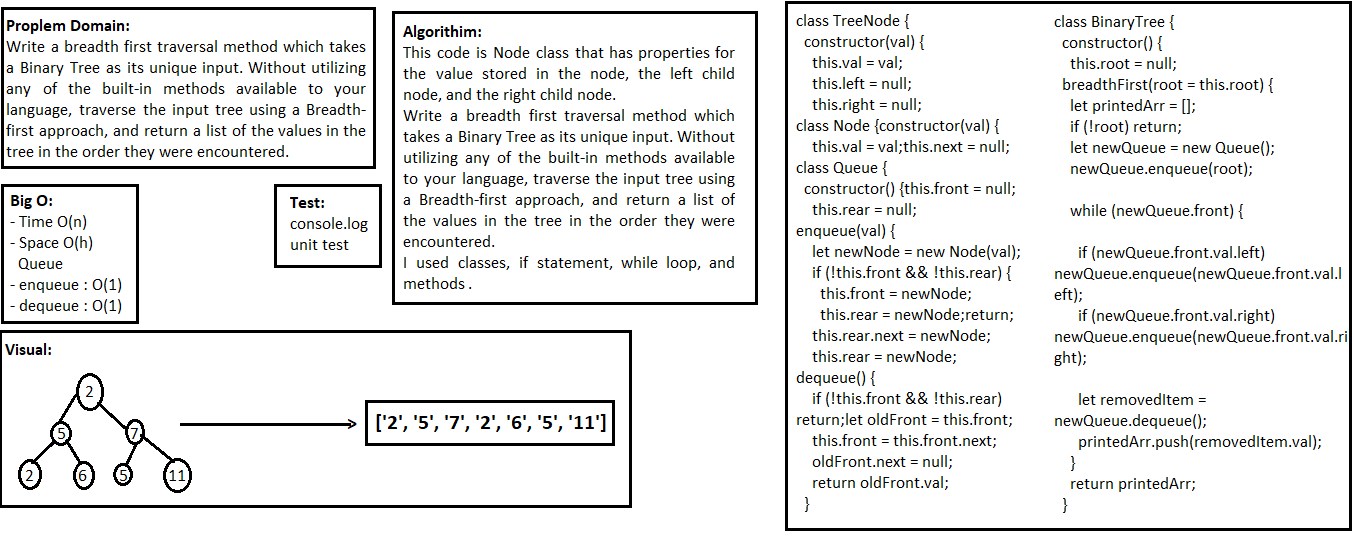 Proplem Domain:
Write a breadth first traversal method which takes
a Binary Tree as its unique input. Without utilizing
any of the built-in methods available to your
language, traverse the input tree using a Breadth-
first approach, and return a list of the values in the
tree in the order they were encountered.
Big O:
- Time O(n)
- Space O(h)
Queue
- enqueue : O(1)
- dequeue : O(1)
Test:
console.log
unit test
Algorithim:
This code is Node class that has properties for
the value stored in the node, the left child
node, and the right child node.
Write a breadth first traversal method which
takes a Binary Tree as its unique input. Without
utilizing any of the built-in methods available
to your language, traverse the input tree using
a Breadth-first approach, and return a list of
the values in the tree in the order they were
encountered.
I used classes, if statement, while loop, and
methods .
Visual:
2
5
7
2
6
5
11
['2', '5', '7', '2', '6', '5', '11']
class TreeNode {
constructor(val) {
this.val = val;
this.left = null;
this.right = null;
class Node {constructor(val) {
this.val = val;this.next = null;
class Queue {
constructor() {this.front = null;
this.rear = null;
enqueue(val) {
let newNode = new Node(val);
if (!this.front && !this.rear) {
this.front = newNode;
this.rear = newNode;return;
this.rear.next = newNode;
this.rear = newNode;
dequeue() {
if (!this.front && !this.rear)
return;let oldFront = this.front;
this.front = this.front.next;
oldFront.next = null;
return oldFront.val;
}
class BinaryTree {
constructor() {
this.root = null;
breadthFirst(root = this.root) {
let printedArr = [];
if (!root) return;
let newQueue = new Queue();
newQueue.enqueue(root);
while (newQueue.front) {
if (newQueue.front.val.left)
newQueue.enqueue(newQueue.front.val.l
eft);
if (newQueue.front.val.right)
newQueue.enqueue(newQueue.front.val.ri
ght);
let removedItem =
newQueue.dequeue();
printedArr.push(removedItem.val);
}
return printedArr;
}